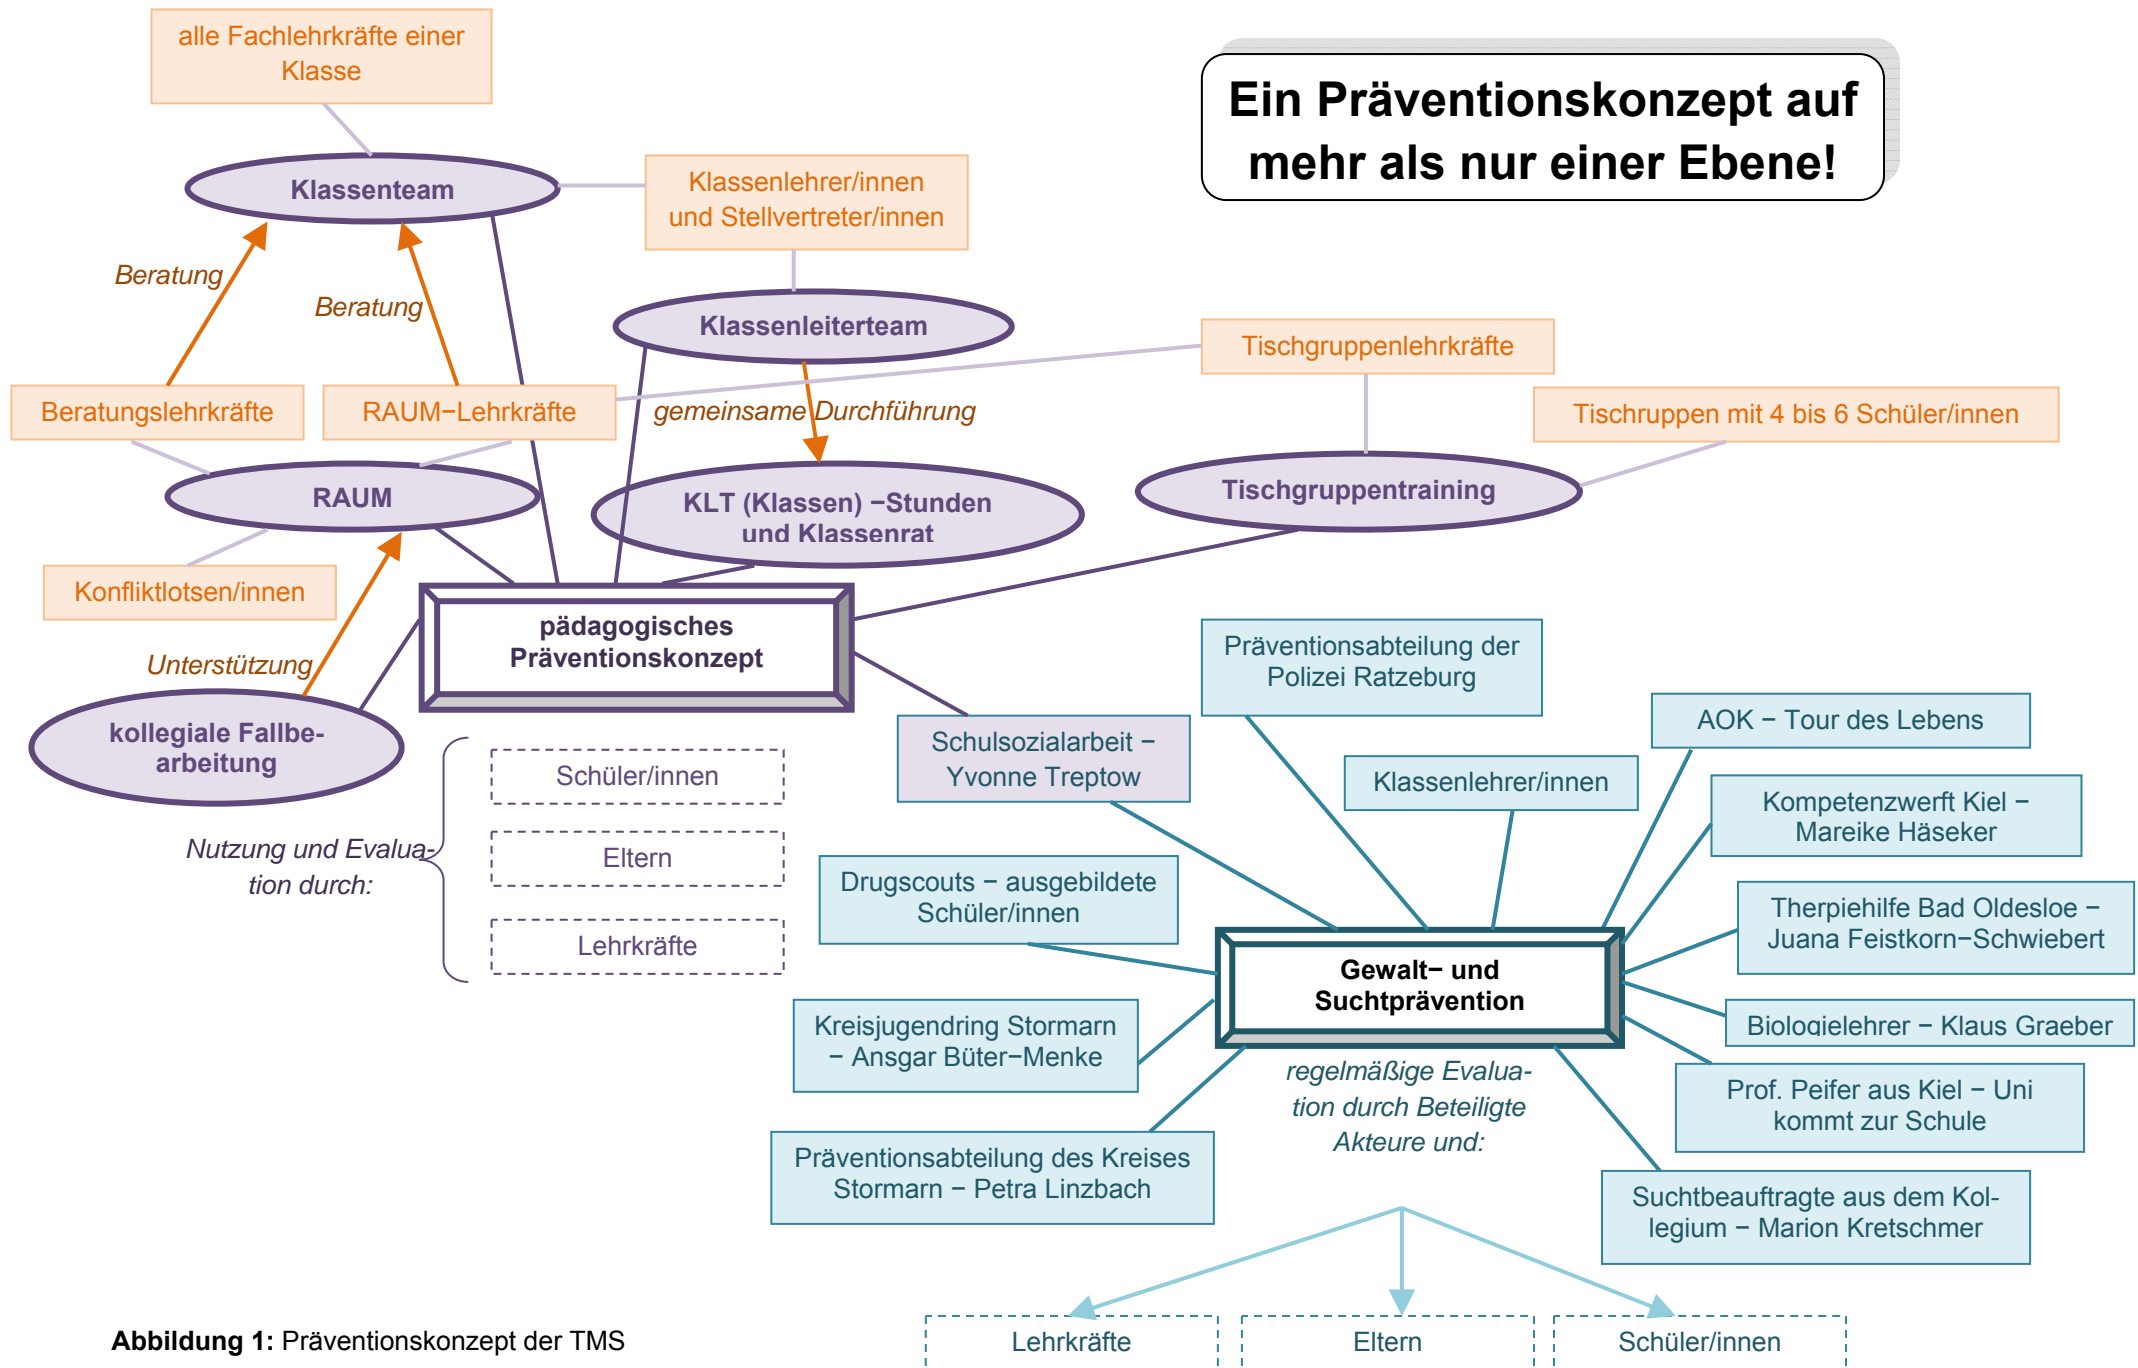 alle Fachlehrkräfte einer
Klasse
Ein Präventionskonzept auf
mehr als nur einer Ebene!
Klassenteam
Klassenlehrer/innen
und Stellvertreter/innen
Beratung
Beratung
Klassenleiterteam
Tischgruppenlehrkräfte
Beratungslehrkräfte
RAUM−Lehrkräfte
gemeinsame Durchführung
Tischruppen mit 4 bis 6 Schüler/innen
RAUM
KLT (Klassen) −Stunden
und Klassenrat
Tischgruppentraining
Konfliktlotsen/innen
pädagogisches
Präventionskonzept
Unterstützung
kollegiale Fallbe-
arbeitung
Präventionsabteilung der
Polizei Ratzeburg
Schulsozialarbeit −
Yvonne Treptow
AOK − Tour des Lebens
Klassenlehrer/innen
Kompetenzwerft Kiel −
Mareike Häseker
Nutzung und Evalua-
tion durch:
Schüler/innen
Eltern
Lehrkräfte
Drugscouts − ausgebildete
Schüler/innen
Therpiehilfe Bad Oldesloe −
Juana Feistkorn−Schwiebert
Gewalt− und
Suchtprävention
Kreisjugendring Stormarn
− Ansgar Büter−Menke
Biologielehrer − Klaus Graeber
regelmäßige Evalua-
tion durch Beteiligte
Akteure und:
Prof. Peifer aus Kiel − Uni
kommt zur Schule
Präventionsabteilung des Kreises
Stormarn − Petra Linzbach
Suchtbeauftragte aus dem Kol-
legium − Marion Kretschmer
Lehrkräfte
Eltern
Schüler/innen
Abbildung 1: Präventionskonzept der TMS